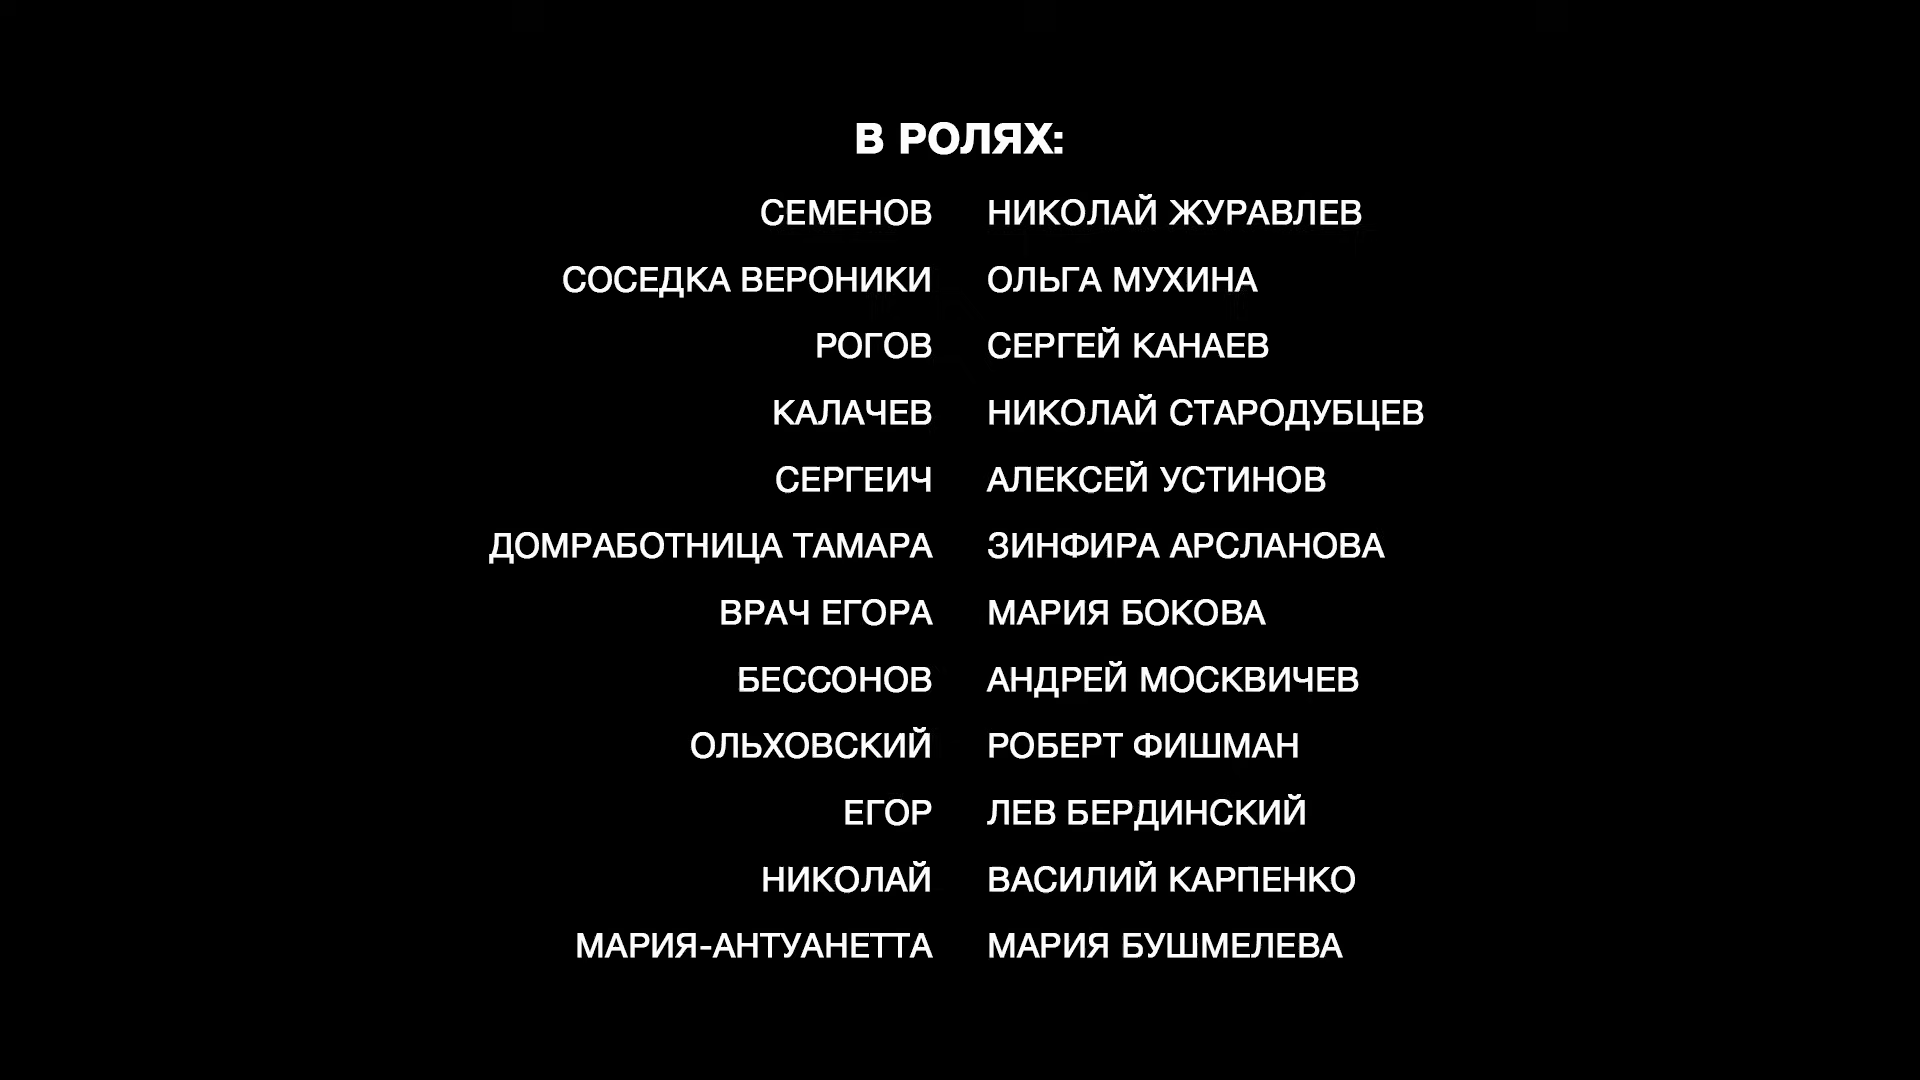 В РОЛЯХ:
СЕМЕНОВ НИКОЛАЙ ЖУРАВЛЕВ
СОСЕДКА ВЕРОНИКИ ОЛЬГА МУХИНА
РОГОВ СЕРГЕЙ КАНАЕВ
КАЛАЧЕВ НИКОЛАЙ СТАРОДУБЦЕВ
СЕРГЕИЧ АЛЕКСЕЙ УСТИНОВ
ДОМРАБОТНИЦА ТАМАРА ЗИНФИРА АРСЛАНОВА
ВРАЧ ЕГОРА МАРИЯ БОКОВА
БЕССОНОВ АНДРЕЙ МОСКВИЧЕВ
ОЛЬХОВСКИЙ РОБЕРТ ФИШМАН
ЕГОР ЛЕВ БЕРДИНСКИЙ
НИКОЛАЙ ВАСИЛИЙ КАРПЕНКО
МАРИЯ-АНТУАНЕТТА МАРИЯ БУШМЕЛЕВА